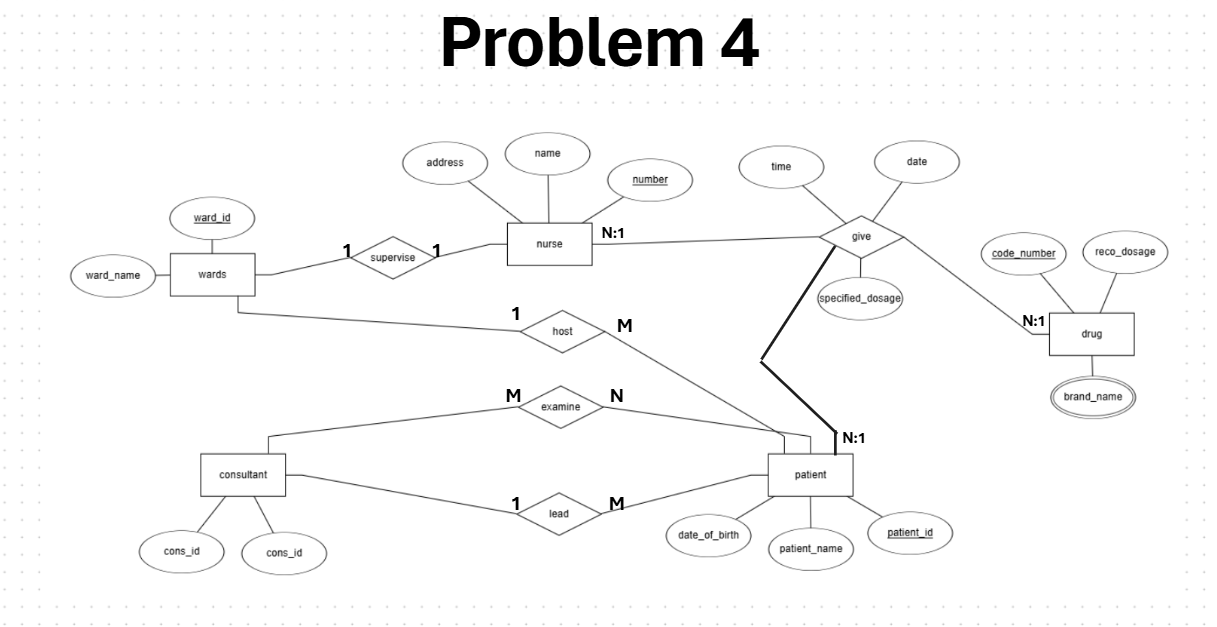 Problem 4
address
name
number
time
date
ward_id
ward_name
wards
1
supervise
1
nurse
N:1
give
specified_dosage
code_number
reco_dosage
N:1
drug
brand_name
1
host
M
M
examine
N
N:1
consultant
patient
1
lead
M
cons_id
cons_id
date_of_birth
patient_name
patient_id